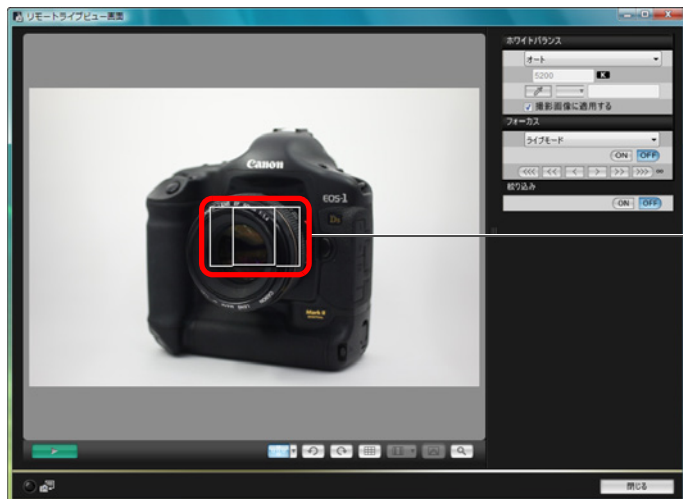 リモートライブビュー画面
ホワイトバランス
オート
5200 K
撮影画像に適用する
フォーカス
ライブモード
ON OFF
<<< << < > >> >>> ∞
絞り込み
ON OFF
Canon
EOS-1
Ds
Mark II
閉じる